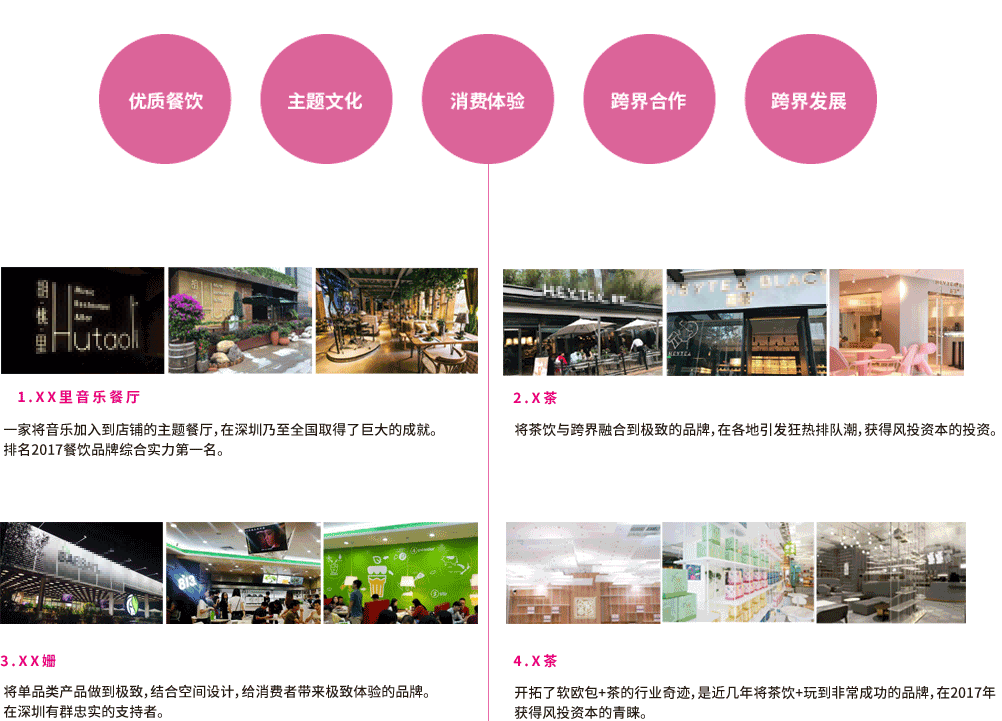 优质餐饮
主题文化
消费体验
跨界合作
跨界发展
胡桃里
Hutaoli
HEYTEA
HEYTEA BLAC
HEYTEA
1.XX里音乐餐厅
一家将音乐加入到店铺的主题餐厅，在深圳乃至全国取得了巨大的成就。
排名2017餐饮品牌综合实力第一名。
2.X茶
将茶饮与跨界融合到极致的品牌，在各地引发狂热排队潮，获得风投资本的投资。
3.XX姗
将单品类产品做到极致，结合空间设计，给消费者带来极致体验的品牌。
在深圳有群忠实的支持者。
4.X茶
开拓了软欧包+茶的行业奇迹，是近几年将茶饮+玩到非常成功的品牌，在2017年
获得风投资本的青睐。